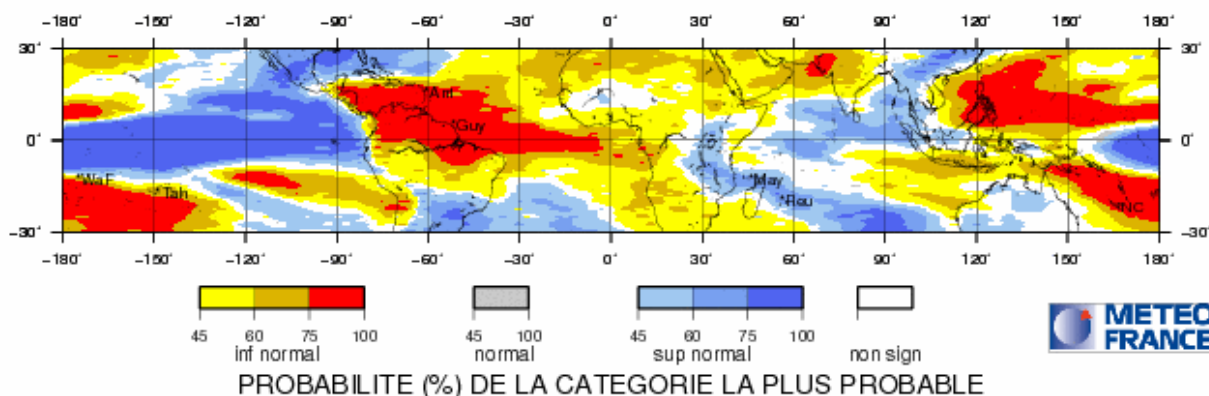 -180° -150° -120° -90° -60° -30° 0° 30° 60° 90° 120° 150° 180°
30° 30°
*Ant
*Guy
0° 0°
*WaF *May
*Tah *Reu
*NC
-30° -30°
-180° -150° -120° -90° -60° -30° 0° 30° 60° 90° 120° 150° 180°
45 60 75 100 45 100 45 60 75 100
inf normal normal sup normal non sign
METEO
FRANCE
PROBABILITE (%) DE LA CATEGORIE LA PLUS PROBABLE